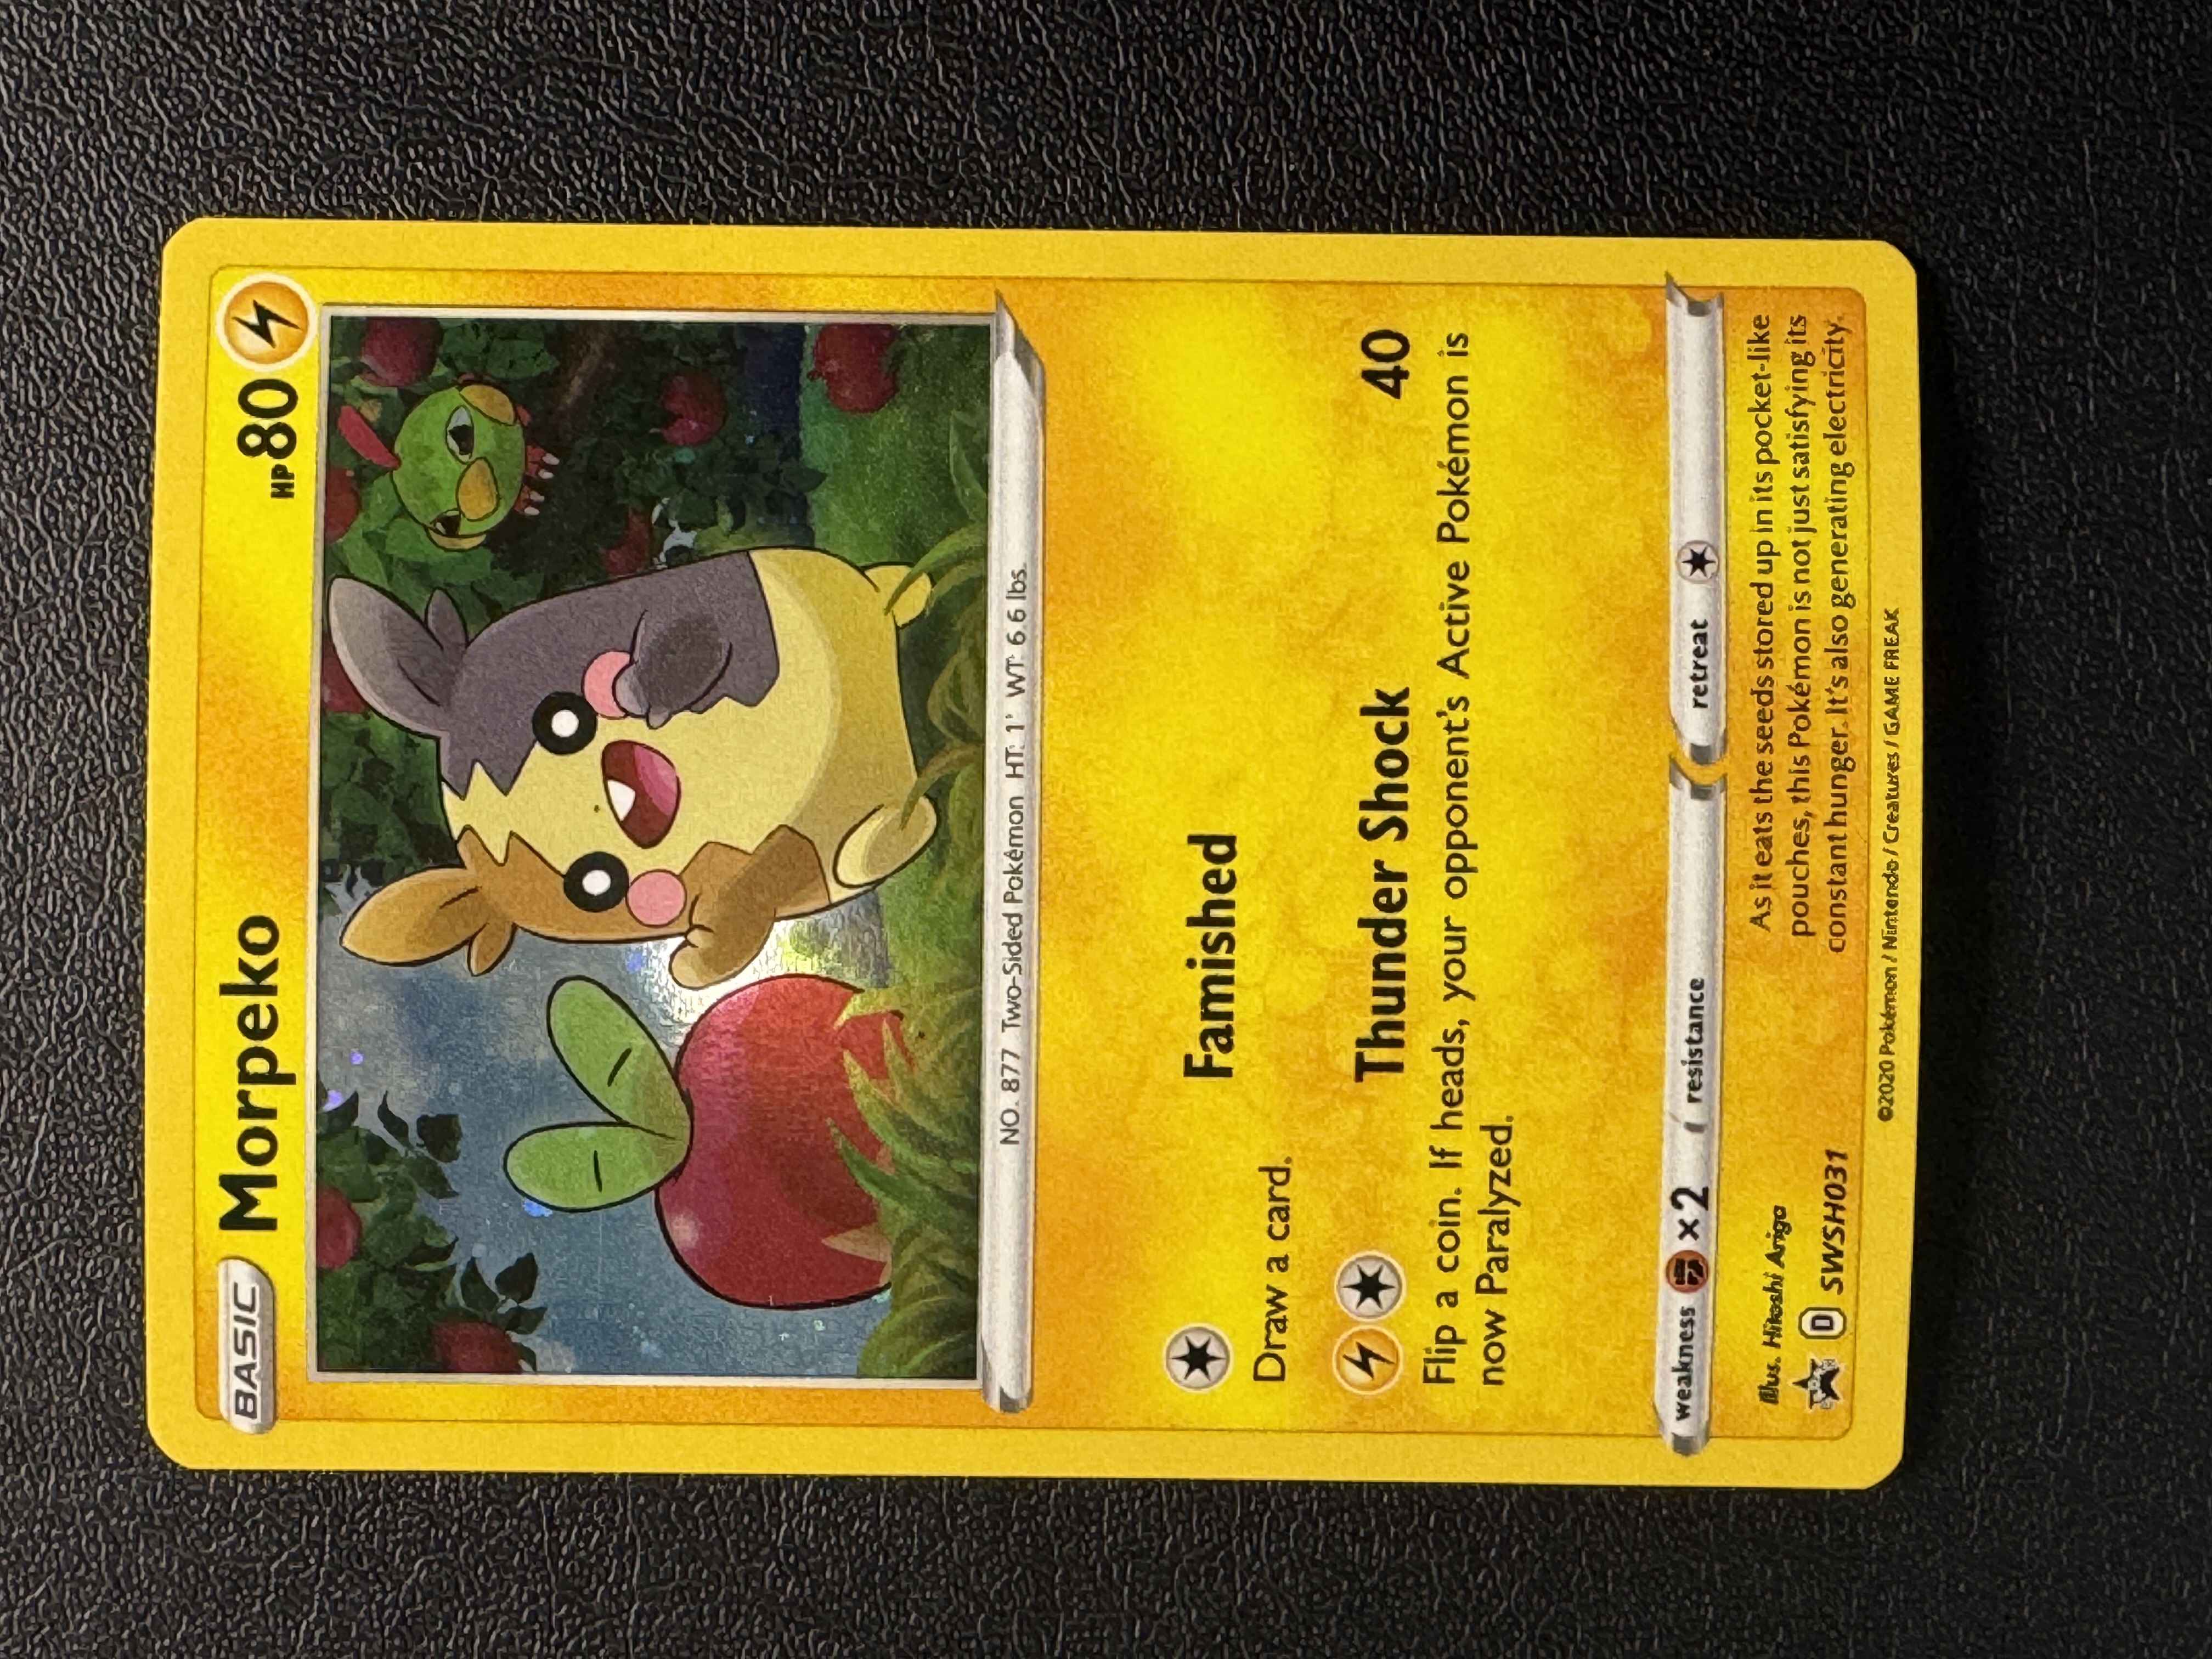 BASIC Morpeko HP 80
NO. 877 Two-Sided Pokémon HT: 1' WT: 6.6 lbs.
Famished
Draw a card.
Thunder Shock 40
Flip a coin. If heads, your opponent's Active Pokémon is
now Paralyzed.
weakness ×2 resistance retreat
Illus. Hitoshi Ariga
As it eats the seeds stored up in its pocket-like
pouches, this Pokémon is not just satisfying its
constant hunger. It's also generating electricity.
D SWSH031
©2020 Pokémon / Nintendo / Creatures / GAME FREAK